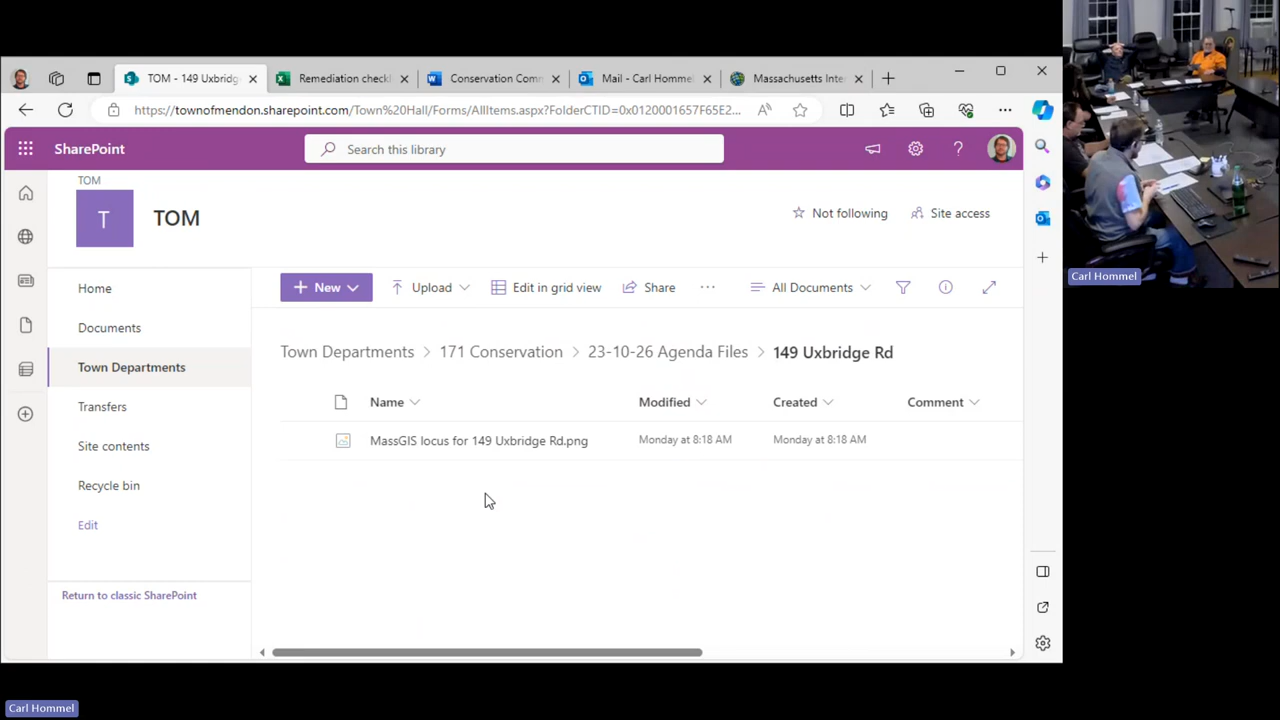 TOM - 149 Uxbridg
Remediation check
Conservation Com
Mail - Carl Homme
Massachusetts Inte
https://townofmendon.sharepoint.com/Town%20Hall/Forms/AllItems.aspx?FolderCTID=0x0120001657F65E2...
SharePoint
Search this library
TOM
T
TOM
Not following
Site access
Home
Documents
Town Departments
Transfers
Site contents
Recycle bin
Edit
Return to classic SharePoint
New
Upload
Edit in grid view
Share
All Documents
Town Departments > 171 Conservation > 23-10-26 Agenda Files > 149 Uxbridge Rd
Name
Modified
Created
Comment
MassGIS locus for 149 Uxbridge Rd.png
Monday at 8:18 AM
Monday at 8:18 AM
Carl Hommel
Carl Hommel